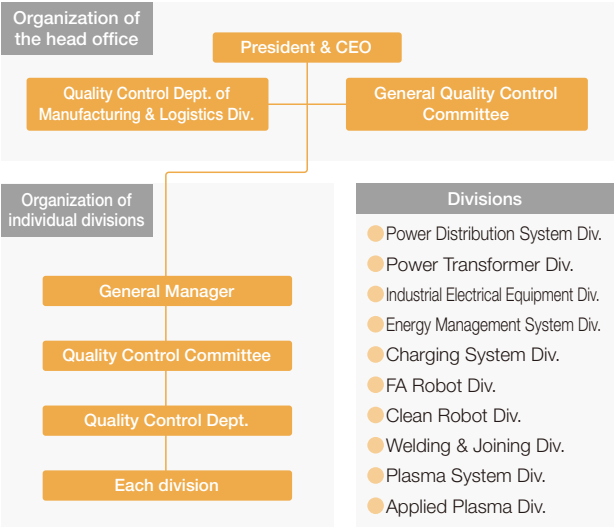 Organization of
the head office
President & CEO
Quality Control Dept. of
Manufacturing & Logistics Div.
General Quality Control
Committee
Organization of
individual divisions
General Manager
Quality Control Committee
Quality Control Dept.
Each division
Divisions
Power Distribution System Div.
Power Transformer Div.
Industrial Electrical Equipment Div.
Energy Management System Div.
Charging System Div.
FA Robot Div.
Clean Robot Div.
Welding & Joining Div.
Plasma System Div.
Applied Plasma Div.